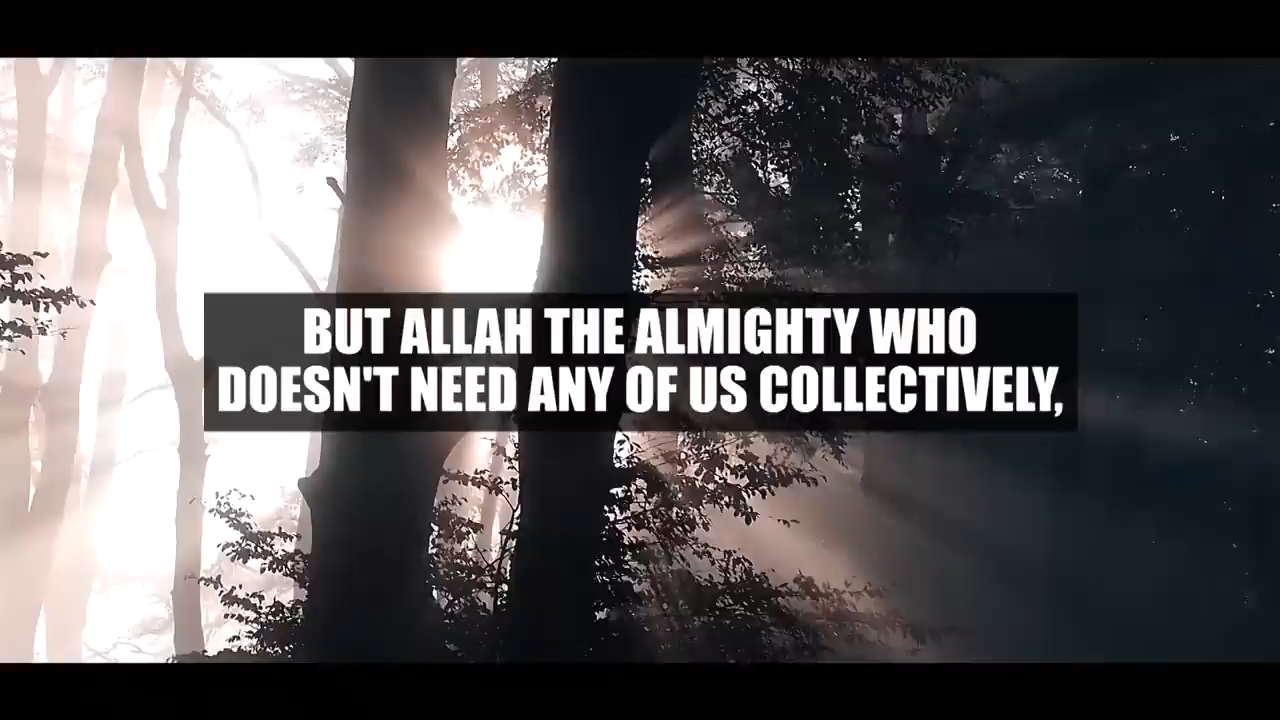 BUT ALLAH THE ALMIGHTY WHO
DOESN'T NEED ANY OF US COLLECTIVELY,